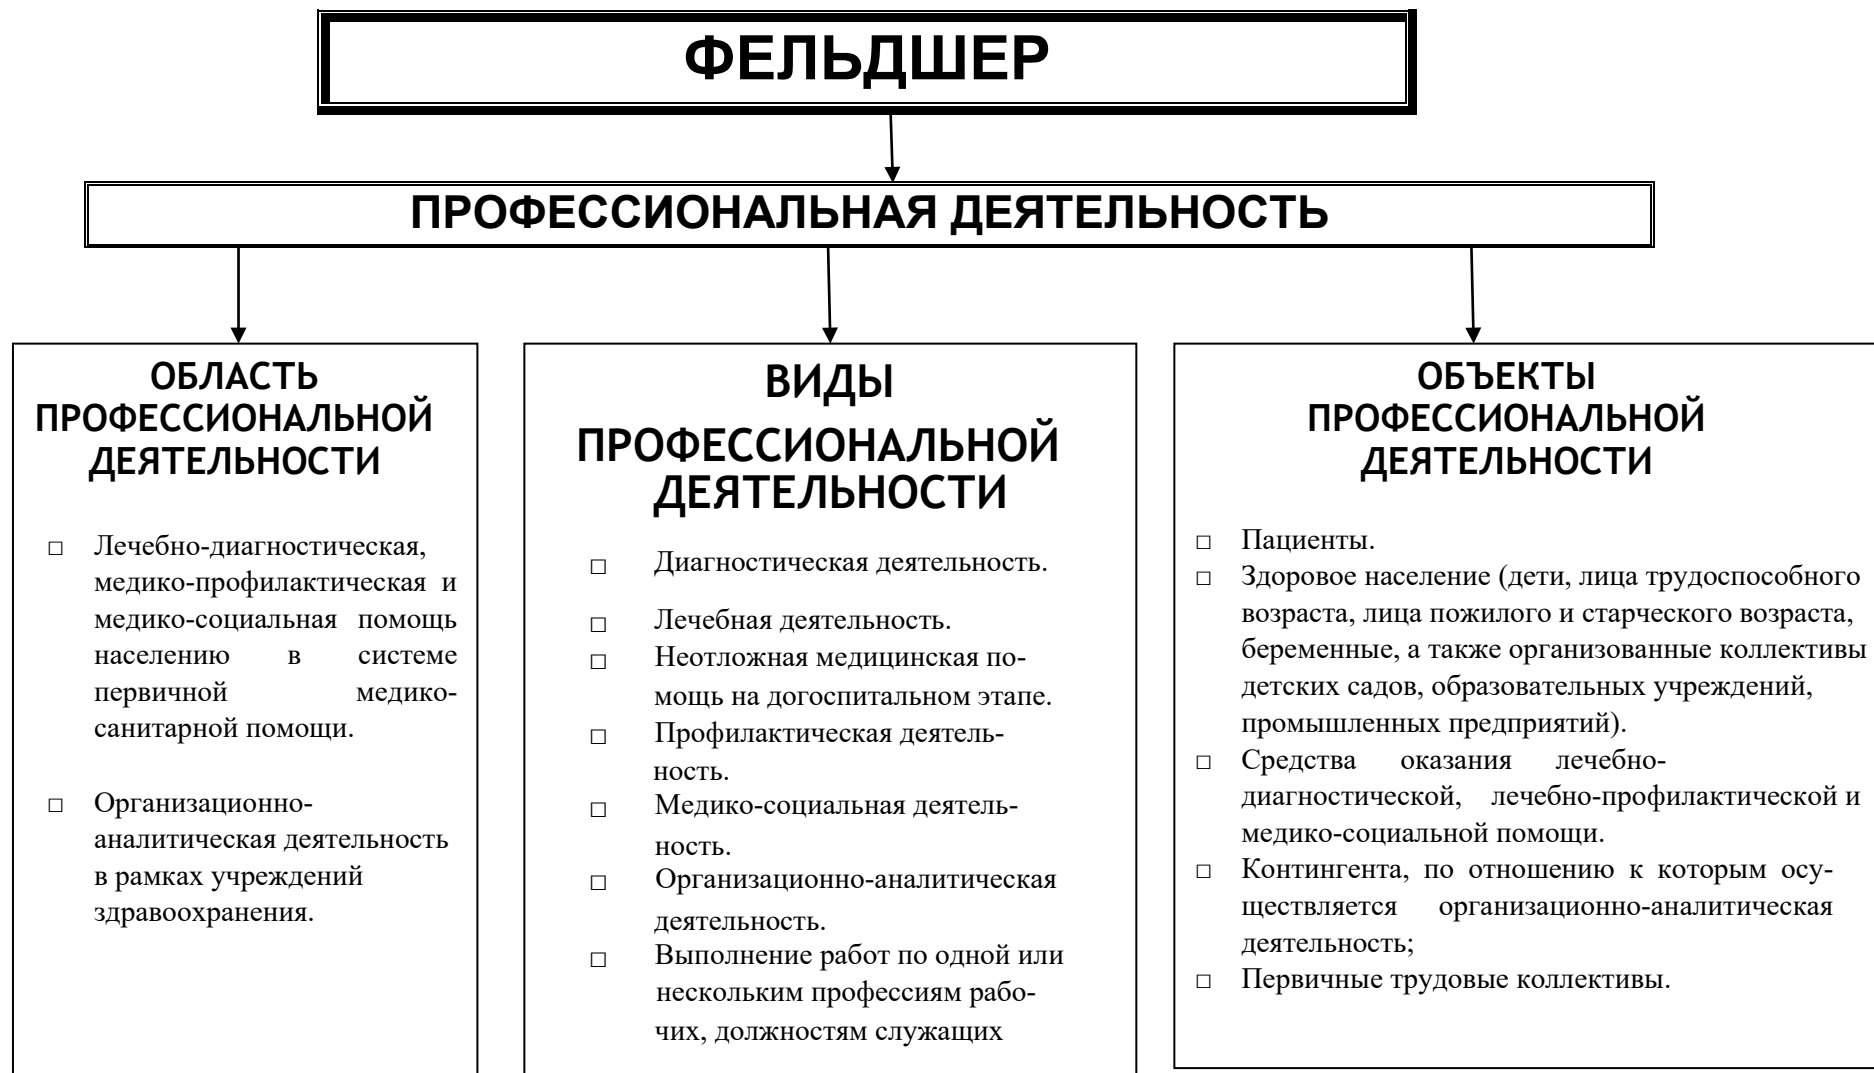 ФЕЛЬДШЕР
ПРОФЕССИОНАЛЬНАЯ ДЕЯТЕЛЬНОСТЬ
ОБЛАСТЬ
ПРОФЕССИОНАЛЬНОЙ
ДЕЯТЕЛЬНОСТИ
□ Лечебно-диагностическая,
медико-профилактическая и
медико-социальная помощь
населению в системе
первичной медико-
санитарной помощи.
□ Организационно-
аналитическая деятельность
в рамках учреждений
здравоохранения.
ВИДЫ
ПРОФЕССИОНАЛЬНОЙ
ДЕЯТЕЛЬНОСТИ
□ Диагностическая деятельность.
□ Лечебная деятельность.
□ Неотложная медицинская по-
мощь на догоспитальном этапе.
□ Профилактическая деятель-
ность.
□ Медико-социальная деятель-
ность.
□ Организационно-аналитическая
деятельность.
□ Выполнение работ по одной или
нескольким профессиям рабо-
чих, должностям служащих
ОБЪЕКТЫ
ПРОФЕССИОНАЛЬНОЙ
ДЕЯТЕЛЬНОСТИ
□ Пациенты.
□ Здоровое население (дети, лица трудоспособного
возраста, лица пожилого и старческого возраста,
беременные, а также организованные коллективы
детских садов, образовательных учреждений,
промышленных предприятий).
□ Средства оказания лечебно-
диагностической, лечебно-профилактической и
медико-социальной помощи.
□ Контингента, по отношению к которым осу-
ществляется организационно-аналитическая
деятельность;
□ Первичные трудовые коллективы.